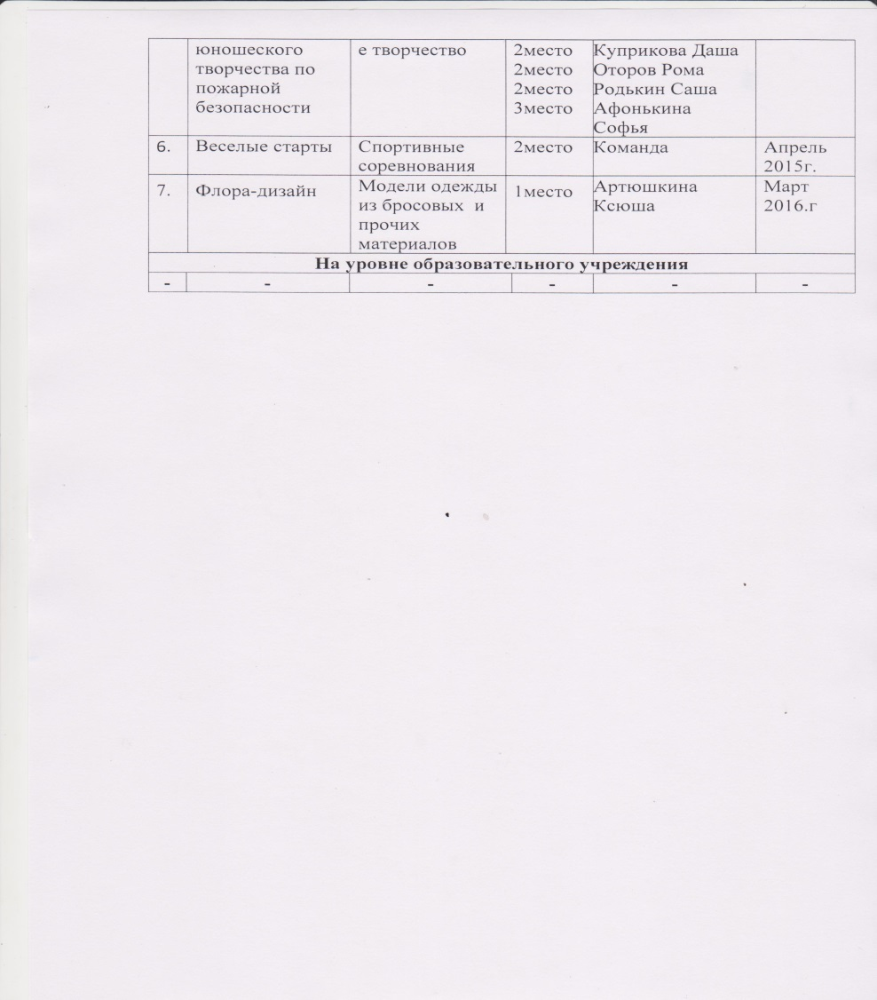 юношеского творчества по пожарной безопасности
е творчество
2место
2место
2место
3место
Куприкова Даша
Оторов Рома
Родькин Саша
Афонькина Софья
6.
Веселые старты
Спортивные соревнования
2место
Команда
Апрель 2015г.
7.
Флора-дизайн
Модели одежды из бросовых и прочих материалов
1место
Артюшкина Ксюша
Март 2016.г
На уровне образовательного учреждения
- - - - - -